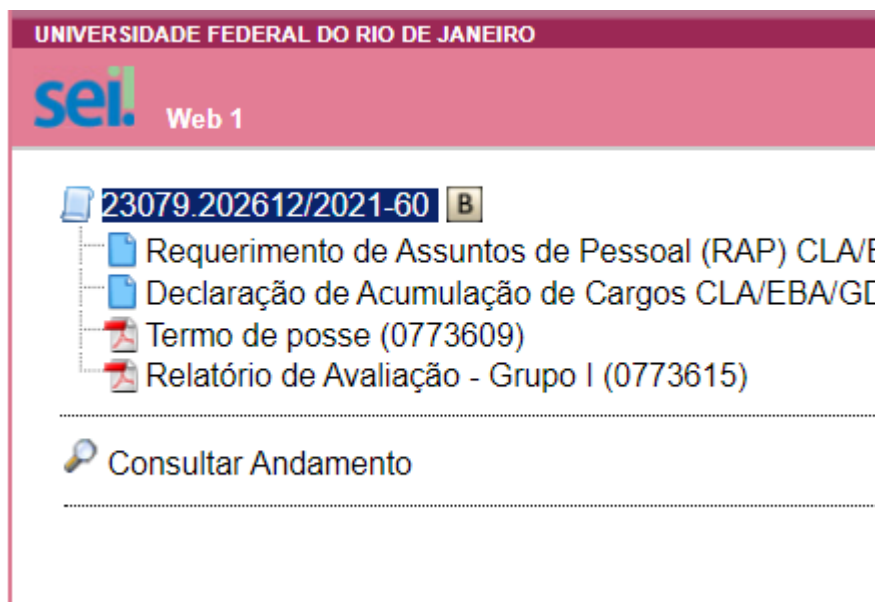 UNIVERSIDADE FEDERAL DO RIO DE JANEIRO
sei! Web 1
23079.202612/2021-60 B
Requerimento de Assuntos de Pessoal (RAP) CLA/
Declaração de Acumulação de Cargos CLA/EBA/
Termo de posse (0773609)
Relatório de Avaliação - Grupo I (0773615)
Consultar Andamento